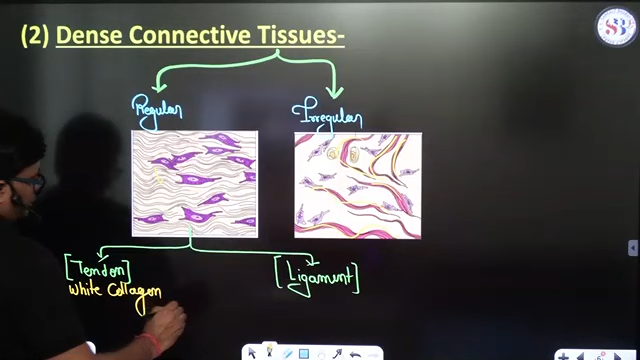 (2) Dense Connective Tissues-
Regular
Irregular
[Tendon]
White Collagen
[Ligament]